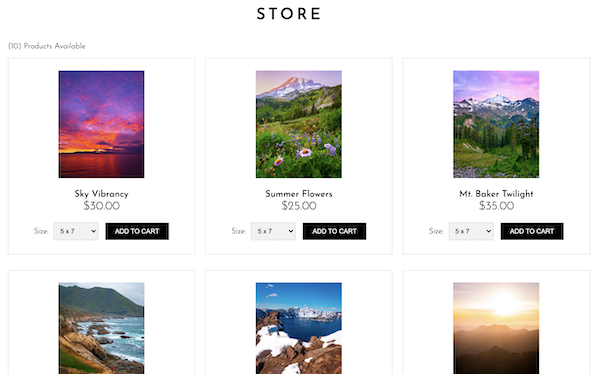 STORE
(10) Products Available
Sky Vibrancy
$30.00
Size: 5 x 7 ADD TO CART
Summer Flowers
$25.00
Size: 5 x 7 ADD TO CART
Mt. Baker Twilight
$35.00
Size: 5 x 7 ADD TO CART